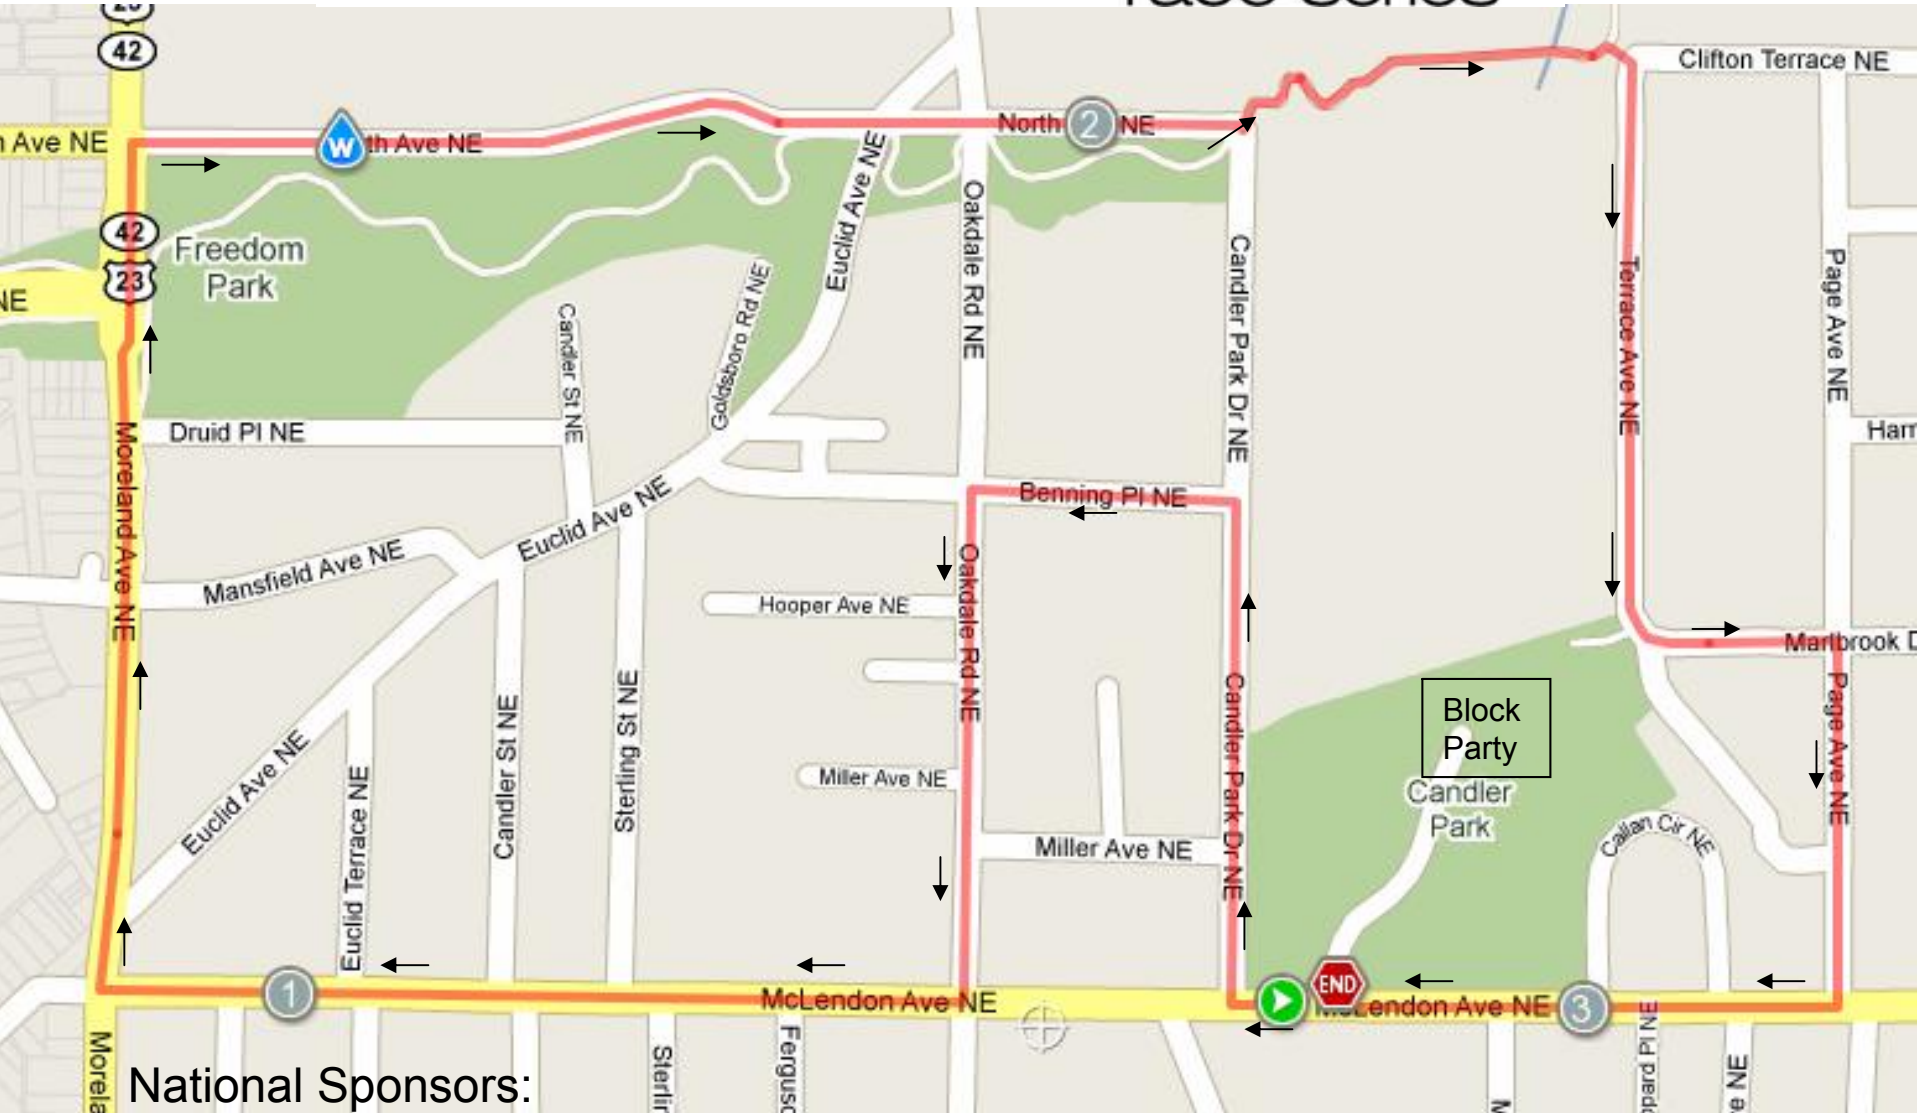 42
Clifton Terrace NE
Ave NE
W
th Ave NE
North
2
NE
42
23
Freedom
Park
NE
Euclid Ave NE
Oakdale Rd NE
Candler Park Dr NE
Terrace Ave NE
Page Ave NE
Goldsboro Rd NE
Candler St NE
Druid Pl NE
Moreland Ave NE
Mansfield Ave NE
Euclid Ave NE
Benning Pl NE
Hooper Ave NE
Oakdale Rd NE
Candler Park Dr NE
Block
Party
Candler
Park
Page Ave NE
Callan Cir NE
Miller Ave NE
Miller Ave NE
Euclid Ave NE
Euclid Terrace NE
Candler St NE
Sterling St NE
1
McLendon Ave NE
END
McLendon Ave NE
3
National Sponsors: